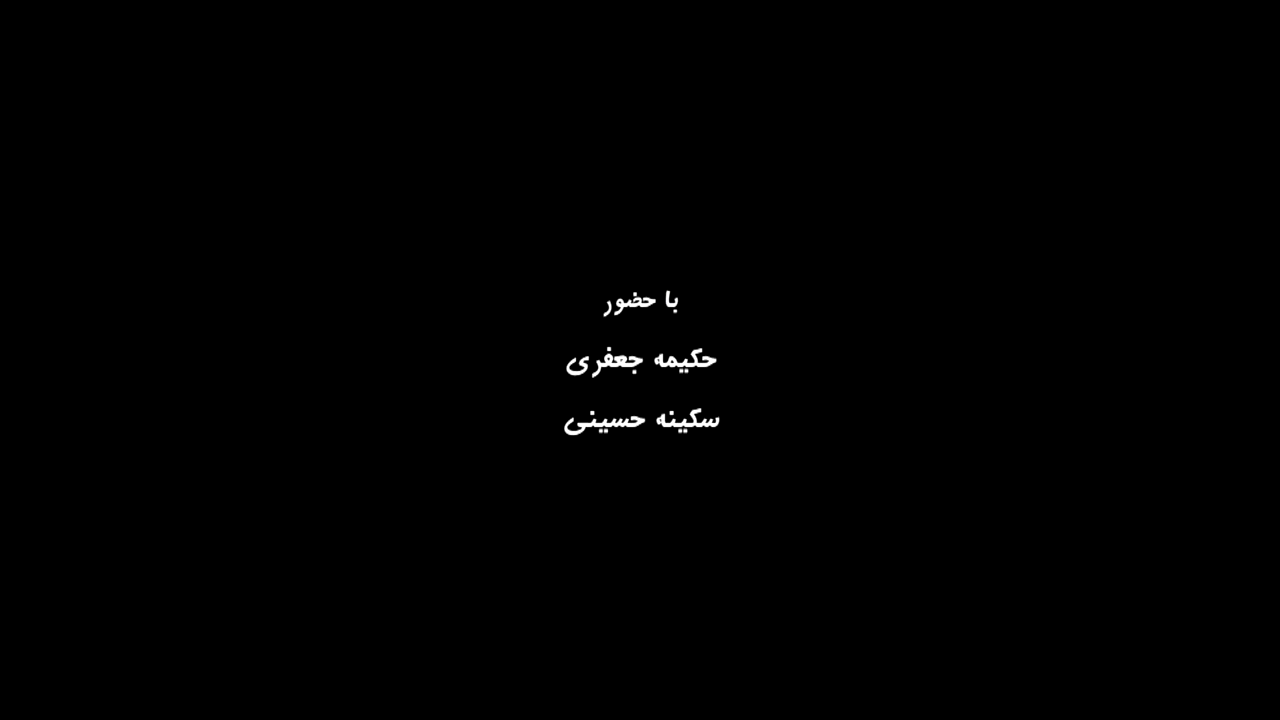 با حضور
حکیمه جعفری
سکینه حسینی